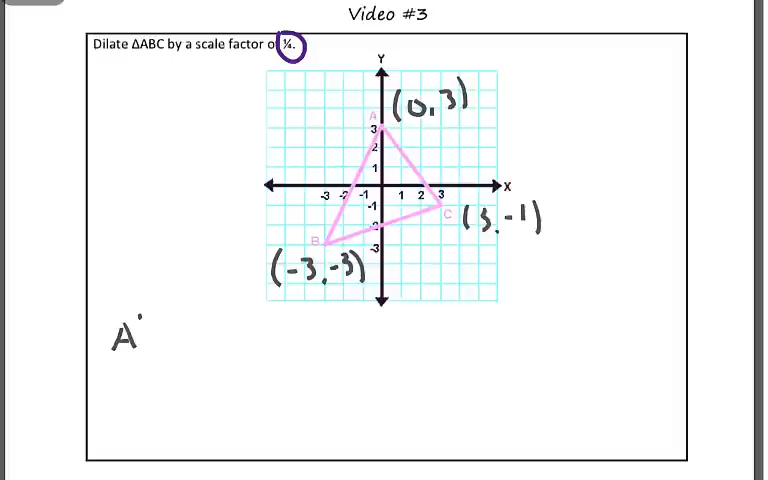 Video #3
Dilate ΔABC by a scale factor of ¼.
Y
A (0, 3)
3
2
1
X
-3 -2 -1 1 2 3
-1
C (3, -1)
-2
B
-3
(-3, -3)
A'